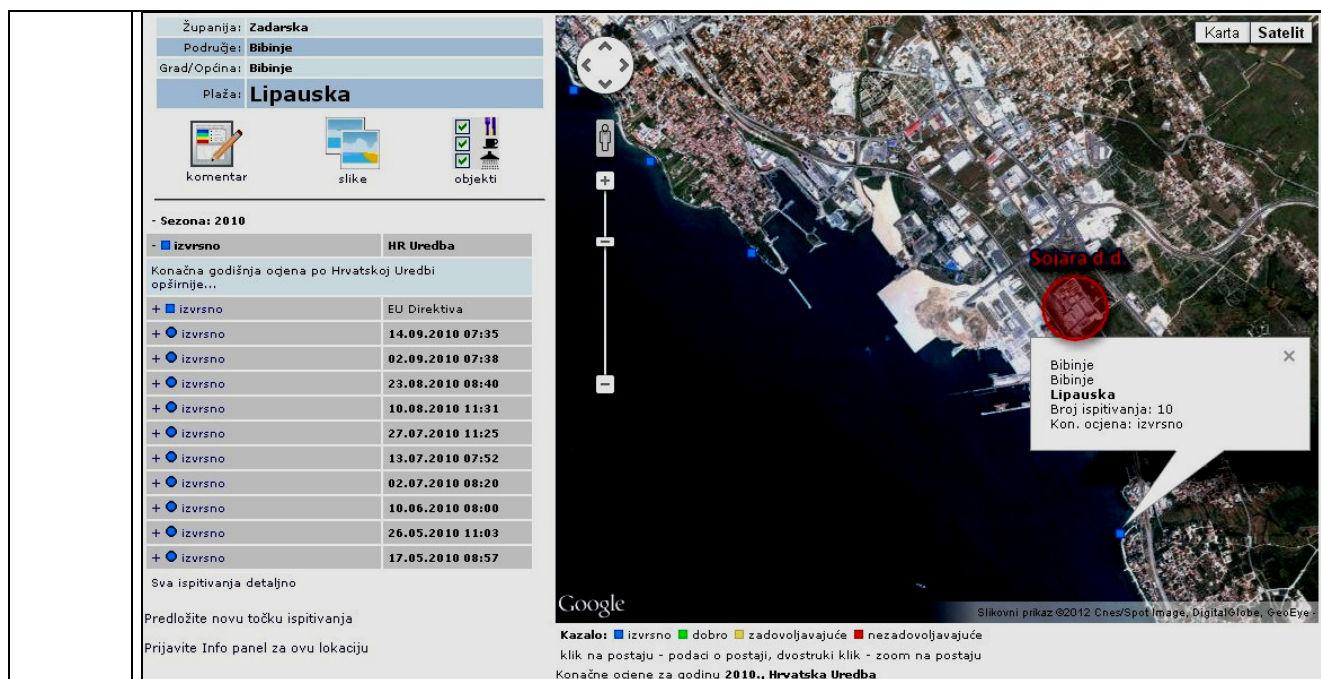 Županija: Zadarska
Područje: Bibinje
Grad/Općina: Bibinje
Plaža: Lipauska
komentar slike objekti
- Sezona: 2010
- izvrsno HR Uredba
Konačna godišnja ocjena po Hrvatskoj Uredbi
opširnije...
+ izvrsno EU Direktiva
+ izvrsno 14.09.2010 07:35
+ izvrsno 02.09.2010 07:38
+ izvrsno 23.08.2010 08:40
+ izvrsno 10.08.2010 11:31
+ izvrsno 27.07.2010 11:25
+ izvrsno 13.07.2010 07:52
+ izvrsno 02.07.2010 08:20
+ izvrsno 10.06.2010 08:00
+ izvrsno 26.05.2010 11:03
+ izvrsno 17.05.2010 08:57
Sva ispitivanja detaljno
Predložite novu točku ispitivanja
Prijavite Info panel za ovu lokaciju
Karta Satelit
Sojara d.d.
Bibinje
Bibinje
Lipauska
Broj ispitivanja: 10
Kon. ocjena: izvrsno
Google
Slikovni prikaz ©2012 Cnes/Spot Image, DigitalGlobe, GeoEye -
Kazalo: izvrsno dobro zadovoljavajuće nezadovoljavajuće
klik na postaju - podaci o postaji, dvostruki klik - zoom na postaju
Konačne ocjene za godinu 2010., Hrvatska Uredba